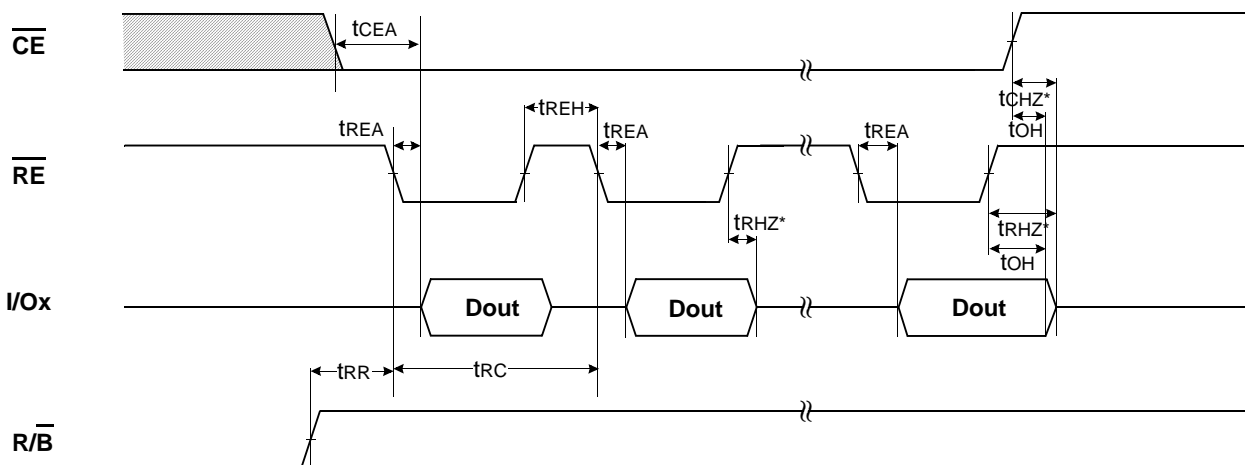 CE
tCEA
tCHZ*
tREH
tREA
tREA
tREA
tOH
RE
tRHZ*
tRHZ*
tOH
I/Ox
Dout
Dout
Dout
tRR
tRC
R/B